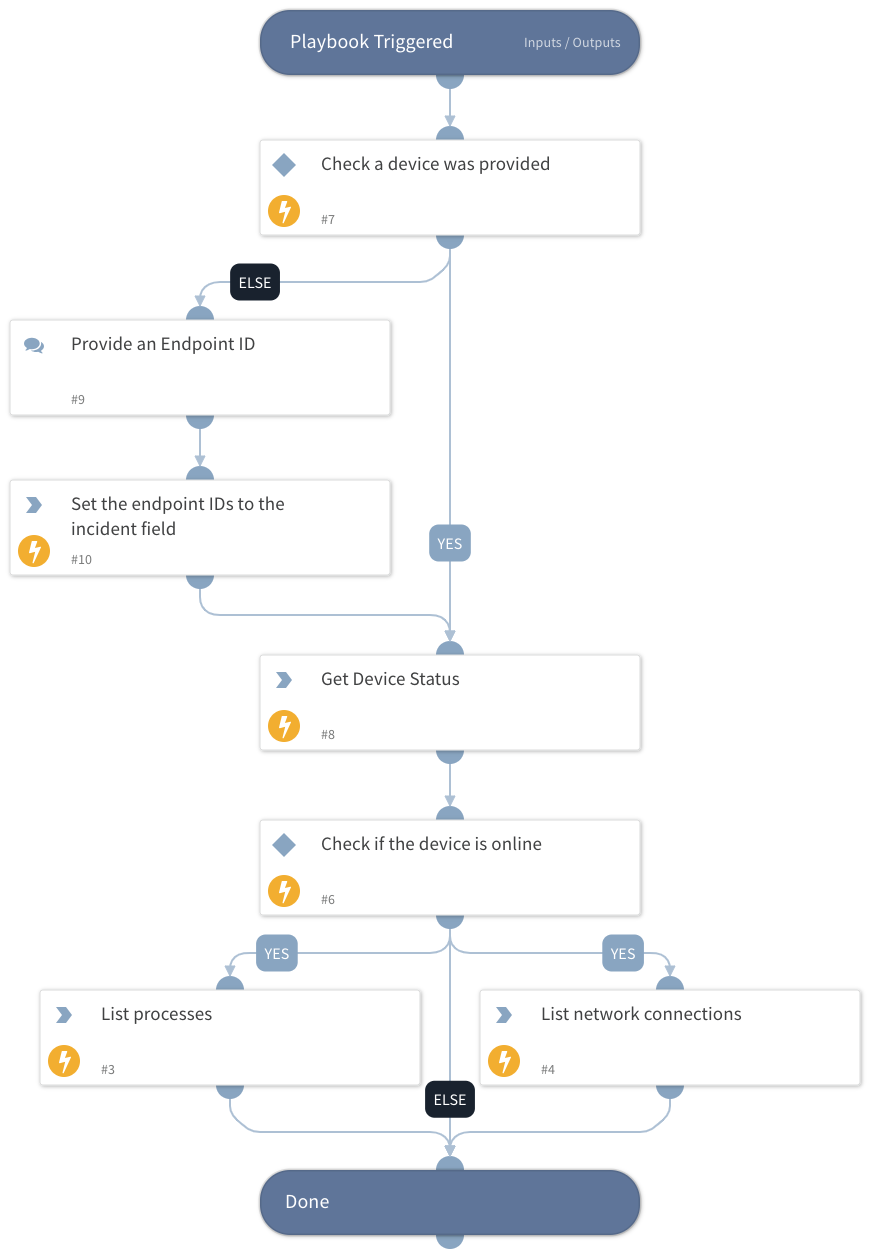 Playbook Triggered
Inputs / Outputs
Check a device was provided
#7
ELSE
Provide an Endpoint ID
#9
Set the endpoint IDs to the
incident field
#10
YES
Get Device Status
#8
Check if the device is online
#6
YES
YES
List processes
#3
List network connections
#4
ELSE
Done